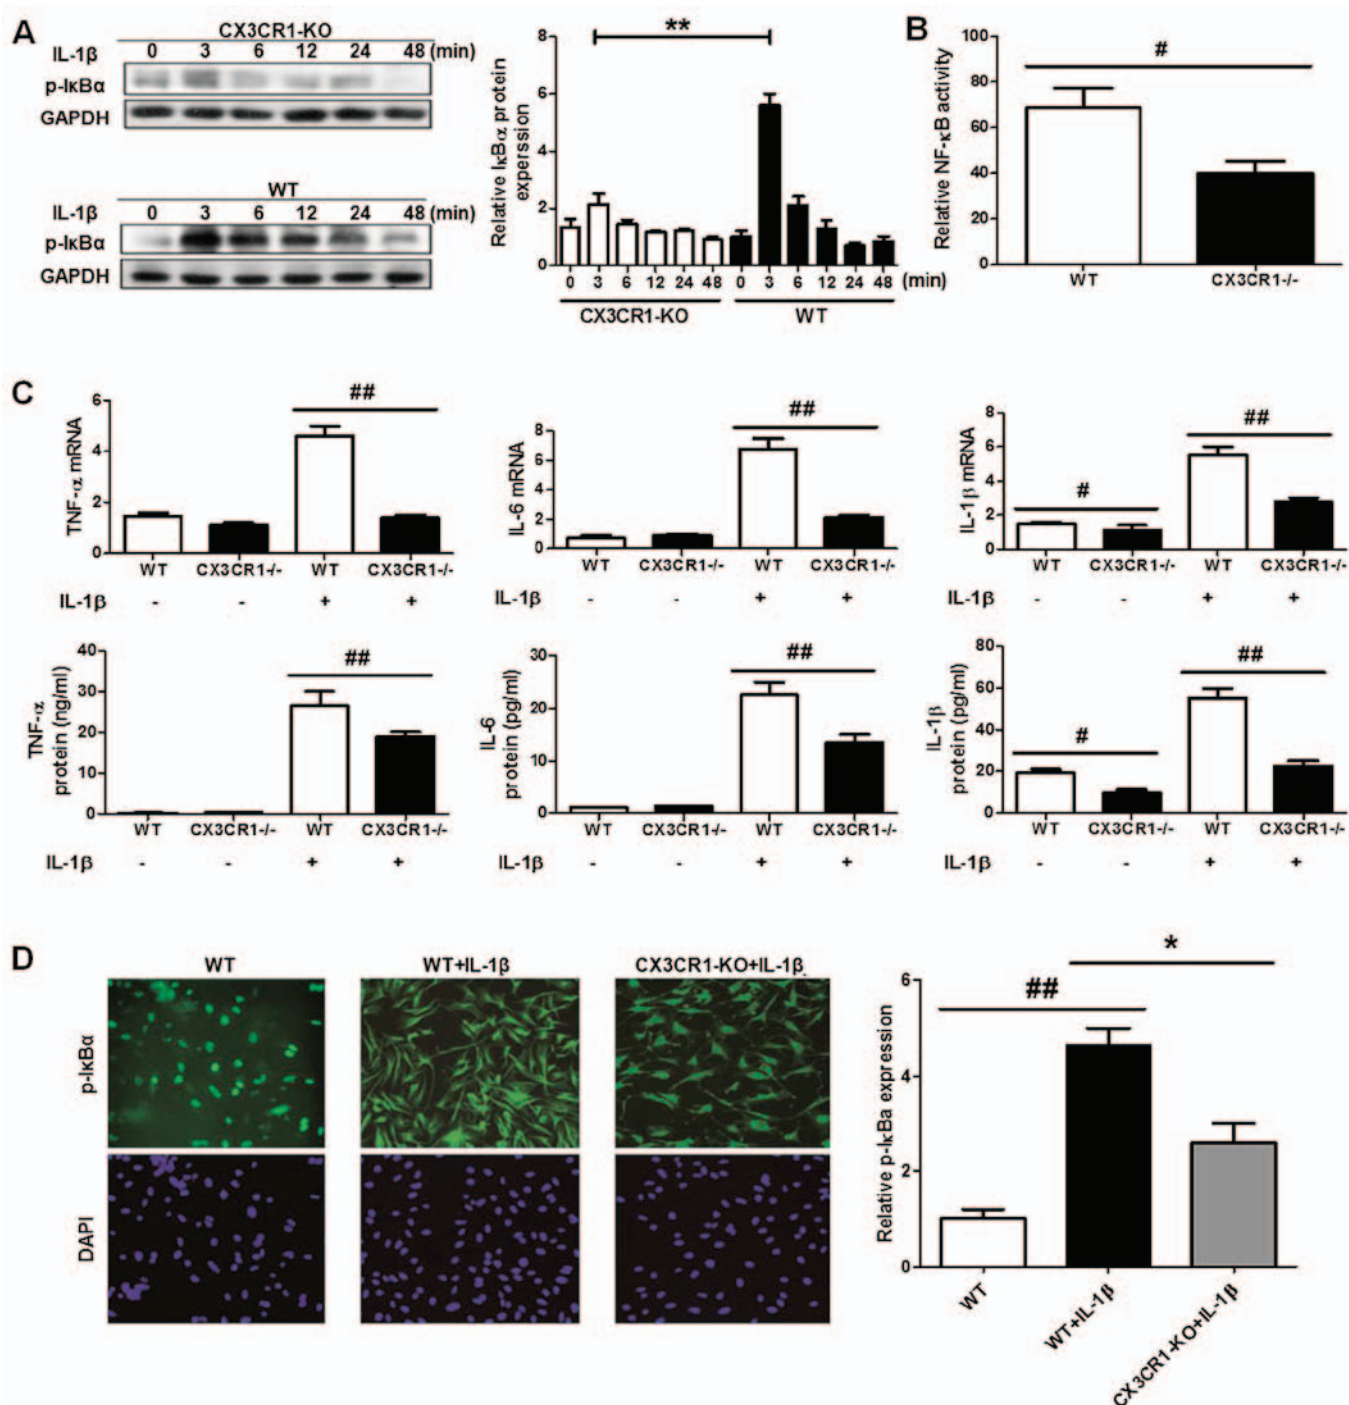 A
CX3CR1-KO
IL-1β 0 3 6 12 24 48 (min)
p-IκBα
GAPDH
WT
IL-1β 0 3 6 12 24 48 (min)
p-IκBα
GAPDH
Relative IκBα protein
experssion
8
6
4
2
0
**
0 3 6 12 24 48 0 3 6 12 24 48 (min)
CX3CR1-KO WT
B
Relative NF-κB activity
100
80
60
40
20
0
#
WT CX3CR1-/-
C
TNF-α mRNA
6
4
2
0
##
WT CX3CR1-/- WT CX3CR1-/-
IL-1β - - + +
IL-6 mRNA
8
6
4
2
0
##
WT CX3CR1-/- WT CX3CR1-/-
IL-1β - - + +
IL-1β mRNA
8
6
4
2
0
# ##
WT CX3CR1-/- WT CX3CR1-/-
IL-1β - - + +
TNF-α
protein (ng/ml)
40
30
20
10
0
##
WT CX3CR1-/- WT CX3CR1-/-
IL-1β - - + +
IL-6
protein (pg/ml)
30
20
10
0
##
WT CX3CR1-/- WT CX3CR1-/-
IL-1β - - + +
IL-1β
protein (pg/ml)
80
60
40
20
0
# ##
WT CX3CR1-/- WT CX3CR1-/-
IL-1β - - + +
D
WT WT+IL-1β CX3CR1-KO+IL-1β
p-IκBα
DAPI
Relative p-IκBa expression
6
4
2
0
## *
WT
WT+IL-1β
CX3CR1-KO+IL-1β